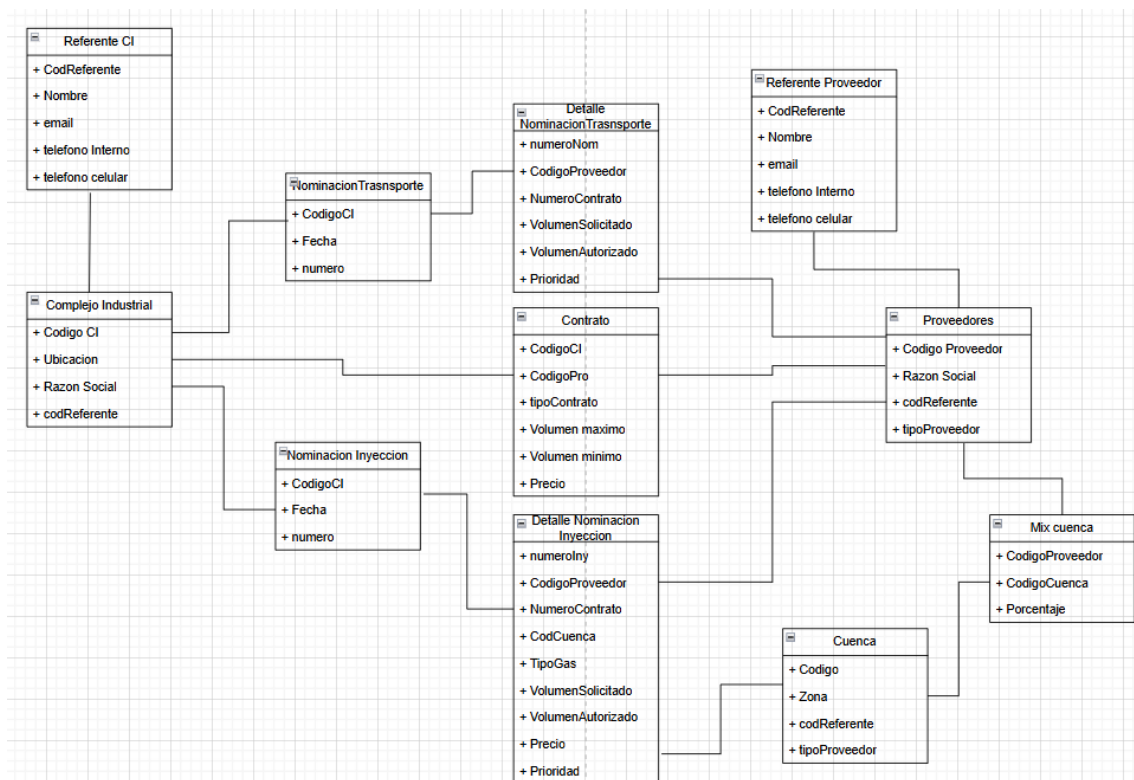 Referente CI
+ CodReferente
+ Nombre
+ email
+ telefono Interno
+ telefono celular
Referente Proveedor
+ CodReferente
+ Nombre
+ email
+ telefono Interno
+ telefono celular
Detalle
NominacionTrasnsporte
+ numeroNom
+ CodigoProveedor
+ NumeroContrato
+ VolumenSolicitado
+ VolumenAutorizado
+ Prioridad
NominacionTrasnsporte
+ CodigoCI
+ Fecha
+ numero
Complejo Industrial
+ Codigo CI
+ Ubicacion
+ Razon Social
+ codReferente
Contrato
+ CodigoCI
+ CodigoPro
+ tipoContrato
+ Volumen maximo
+ Volumen minimo
+ Precio
Proveedores
+ Codigo Proveedor
+ Razon Social
+ codReferente
+ tipoProveedor
Nominacion Inyeccion
+ CodigoCI
+ Fecha
+ numero
Detalle Nominacion
Inyeccion
+ numeroIny
+ CodigoProveedor
+ NumeroContrato
+ CodCuenca
+ TipoGas
+ VolumenSolicitado
+ VolumenAutorizado
+ Precio
+ Prioridad
Mix cuenca
+ CodigoProveedor
+ CodigoCuenca
+ Porcentaje
Cuenca
+ Codigo
+ Zona
+ codReferente
+ tipoProveedor